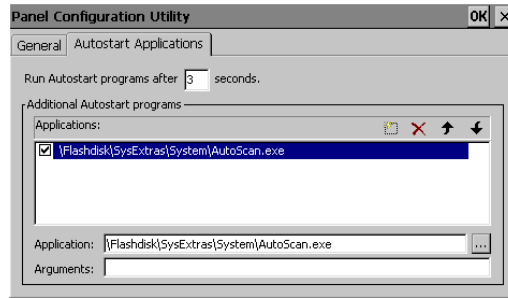 Panel Configuration Utility OK ×
General Autostart Applications
Run Autostart programs after 3 seconds.
Additional Autostart programs
Applications:
\Flashdisk\SysExtras\System\AutoScan.exe
Application: \Flashdisk\SysExtras\System\AutoScan.exe ...
Arguments: